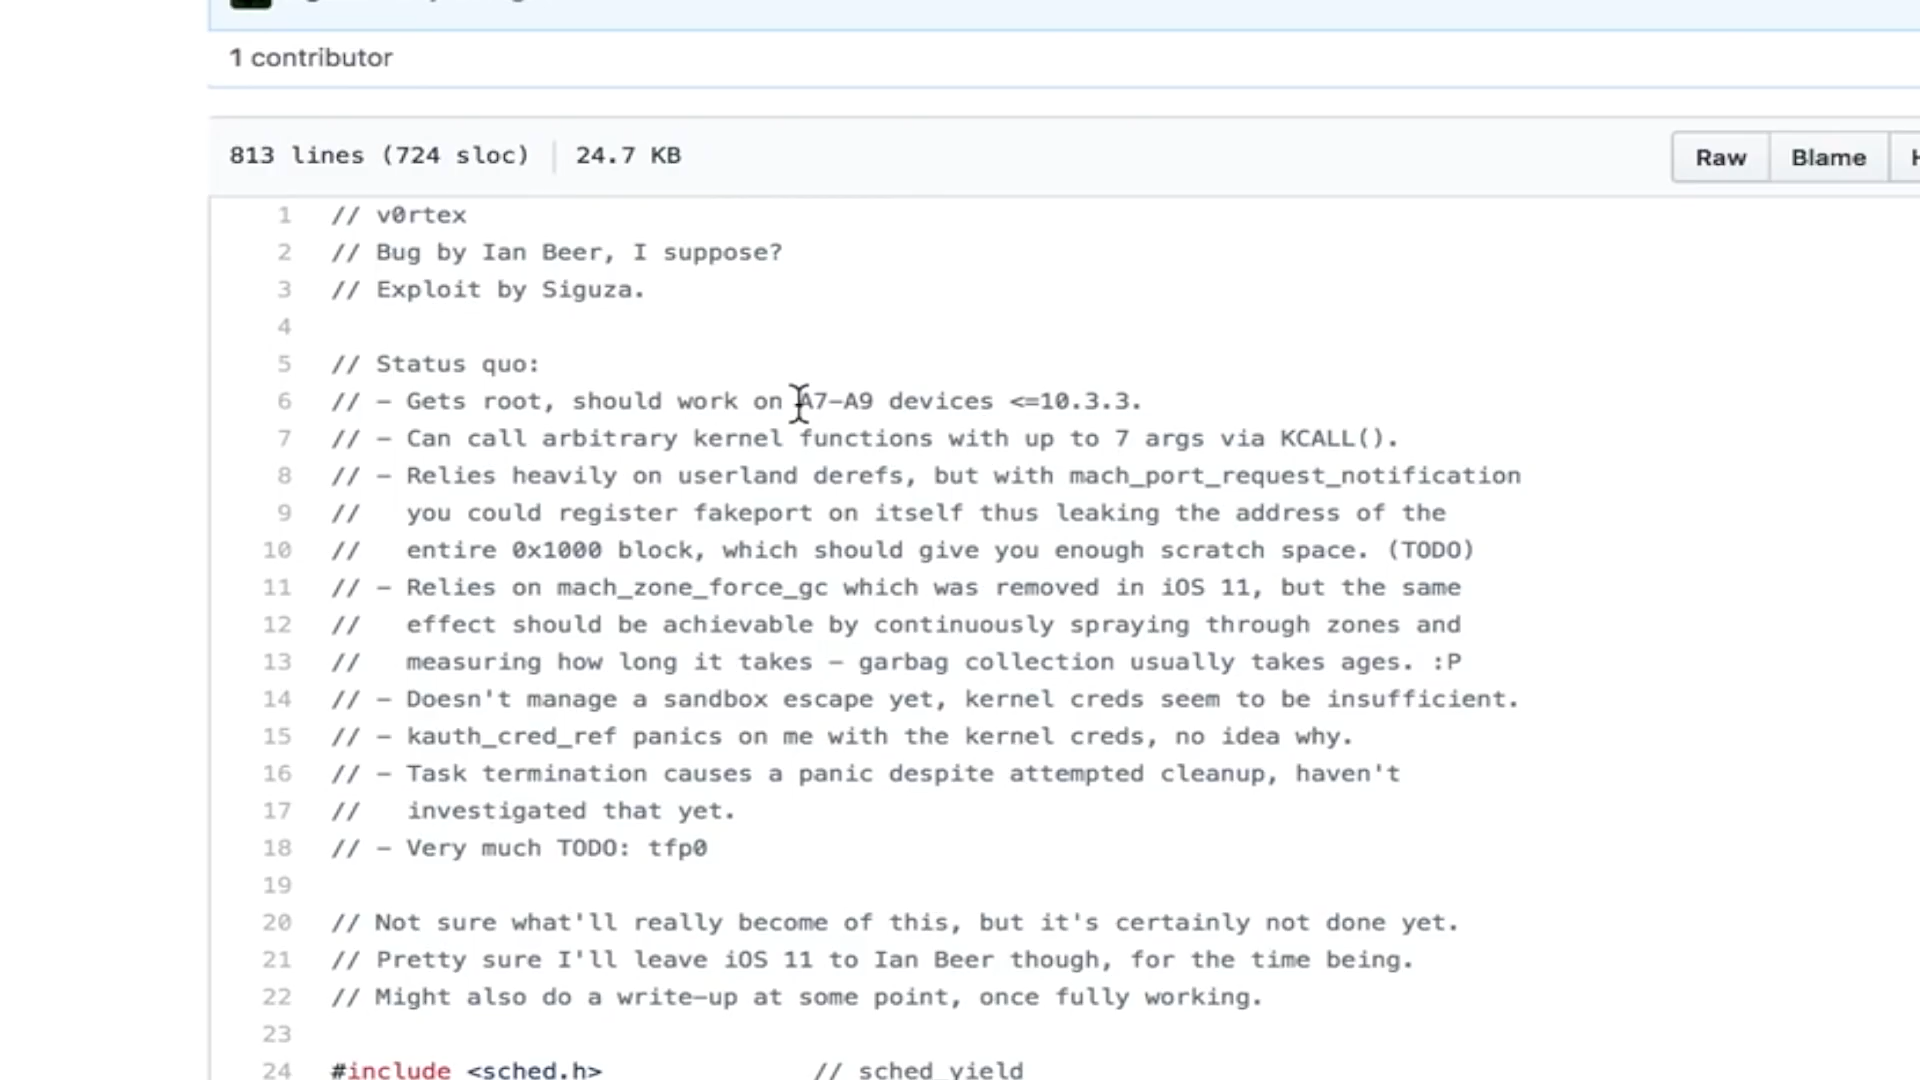 1 contributor
813 lines (724 sloc) 24.7 KB
Raw Blame
1 // v0rtex
2 // Bug by Ian Beer, I suppose?
3 // Exploit by Siguza.
4
5 // Status quo:
6 // – Gets root, should work on A7–A9 devices <=10.3.3.
7 // – Can call arbitrary kernel functions with up to 7 args via KCALL().
8 // – Relies heavily on userland derefs, but with mach_port_request_notification
9 // you could register fakeport on itself thus leaking the address of the
10 // entire 0x1000 block, which should give you enough scratch space. (TODO)
11 // – Relies on mach_zone_force_gc which was removed in iOS 11, but the same
12 // effect should be achievable by continuously spraying through zones and
13 // measuring how long it takes – garbag collection usually takes ages. :P
14 // – Doesn't manage a sandbox escape yet, kernel creds seem to be insufficient.
15 // – kauth_cred_ref panics on me with the kernel creds, no idea why.
16 // – Task termination causes a panic despite attempted cleanup, haven't
17 // investigated that yet.
18 // – Very much TODO: tfp0
19
20 // Not sure what'll really become of this, but it's certainly not done yet.
21 // Pretty sure I'll leave iOS 11 to Ian Beer though, for the time being.
22 // Might also do a write–up at some point, once fully working.
23
24 #include <sched.h> // sched_yield